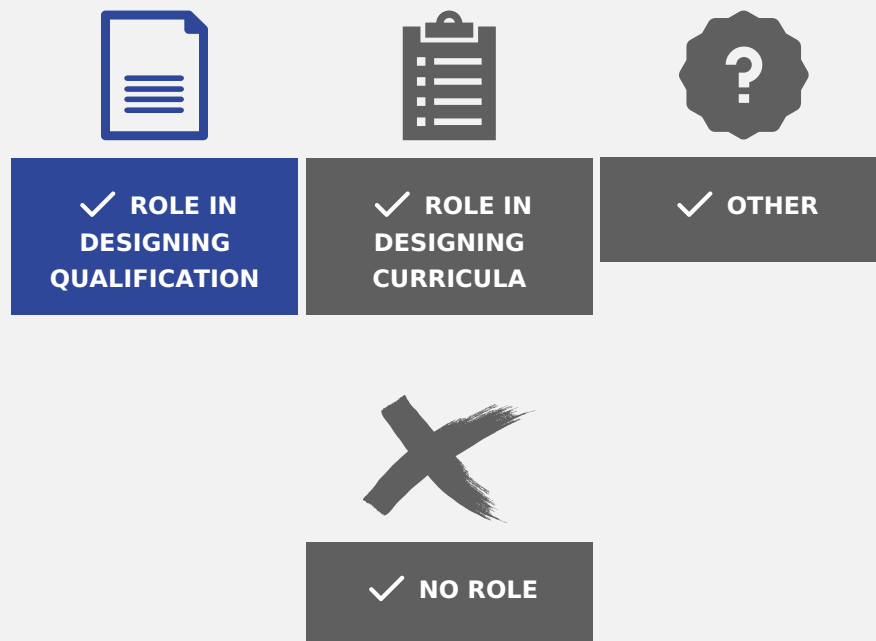 ROLE IN
DESIGNING
QUALIFICATION
ROLE IN
DESIGNING
CURRICULA
OTHER
NO ROLE